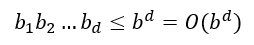 b₁b₂ … b_d ≤ b^d = O(b^d)